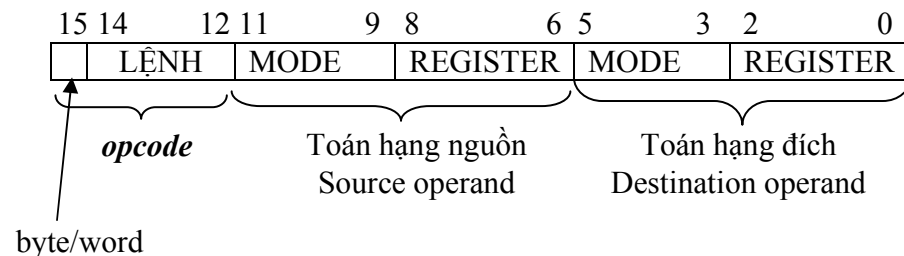 15 14 12 11 9 8 6 5 3 2 0
LỆNH MODE REGISTER MODE REGISTER
opcode Toán hạng nguồn Toán hạng đích
Source operand Destination operand
byte/word